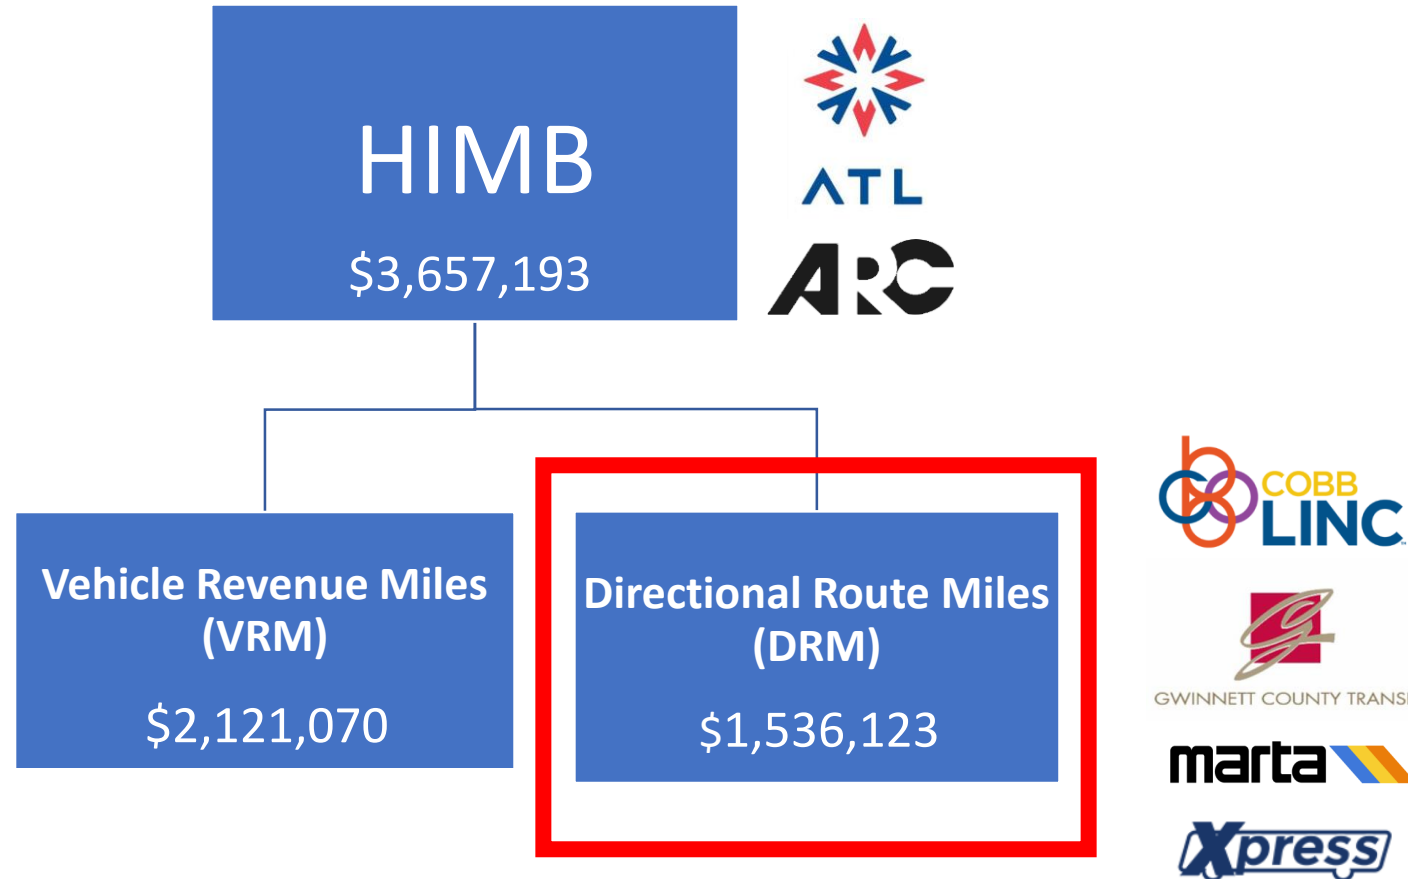 HIMB
$3,657,193
ATL
ARC
Vehicle Revenue Miles
(VRM)
$2,121,070
Directional Route Miles
(DRM)
$1,536,123
COBB
LINC
GWINNETT COUNTY TRANSI
marta
Xpress